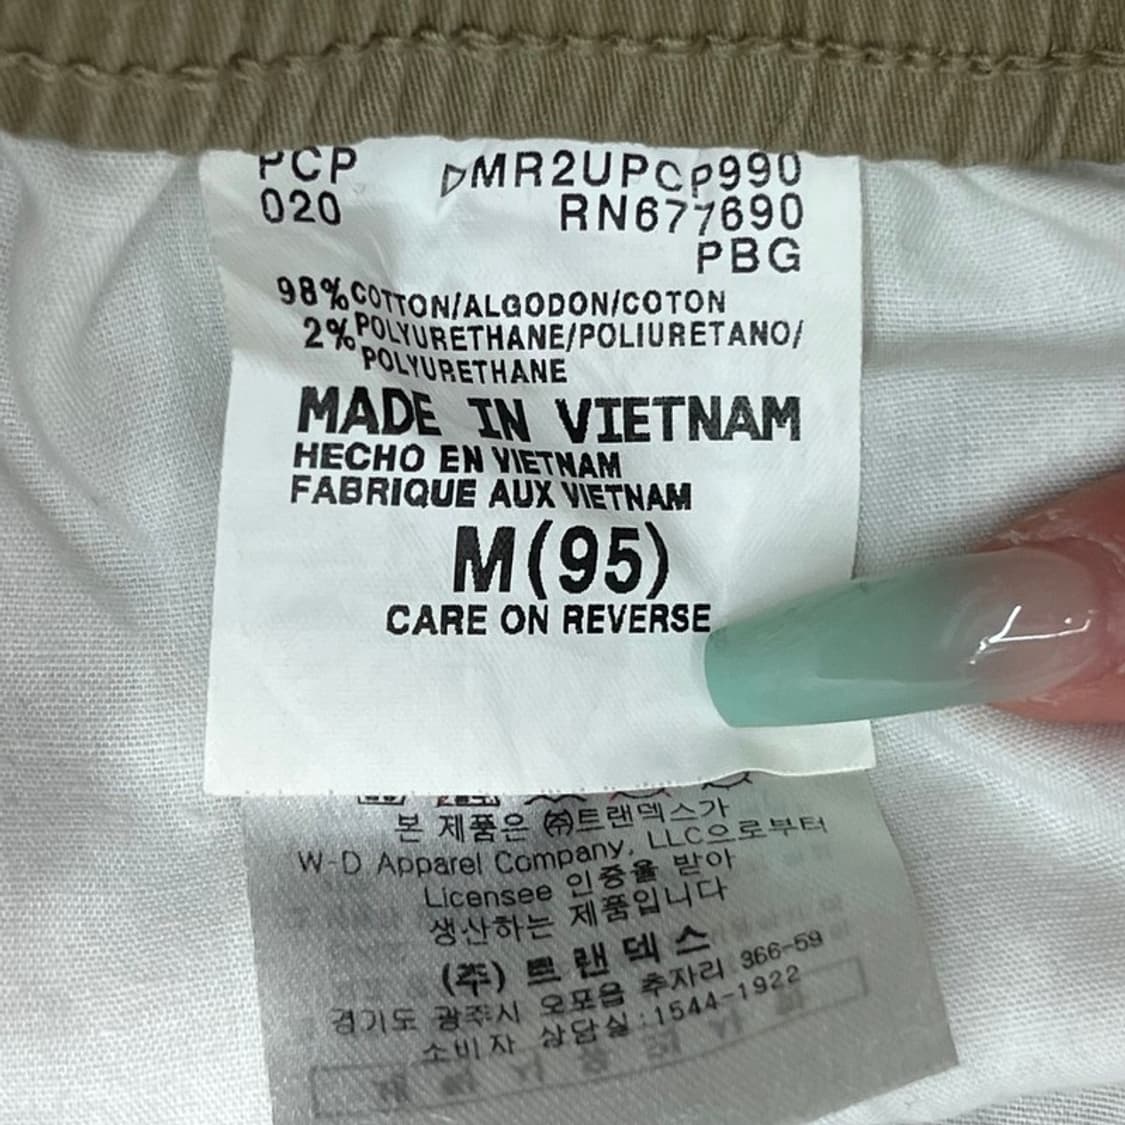 PCP DMR2UPCP990
020 RN677690
PBG
98% COTTON/ALGODON/COTON
2% POLYURETHANE/POLIURETANO/
POLYURETHANE
MADE IN VIETNAM
HECHO EN VIETNAM
FABRIQUE AUX VIETNAM
M(95)
CARE ON REVERSE
본 제품은 ㈜트랜덱스가
W-D Apparel Company, LLC으로부터
Licensee 인증을 받아
생산하는 제품입니다
(주) 트랜덱스
경기도 광주시 오포읍 추자리 366-59
소비자 상담실:1544-1922